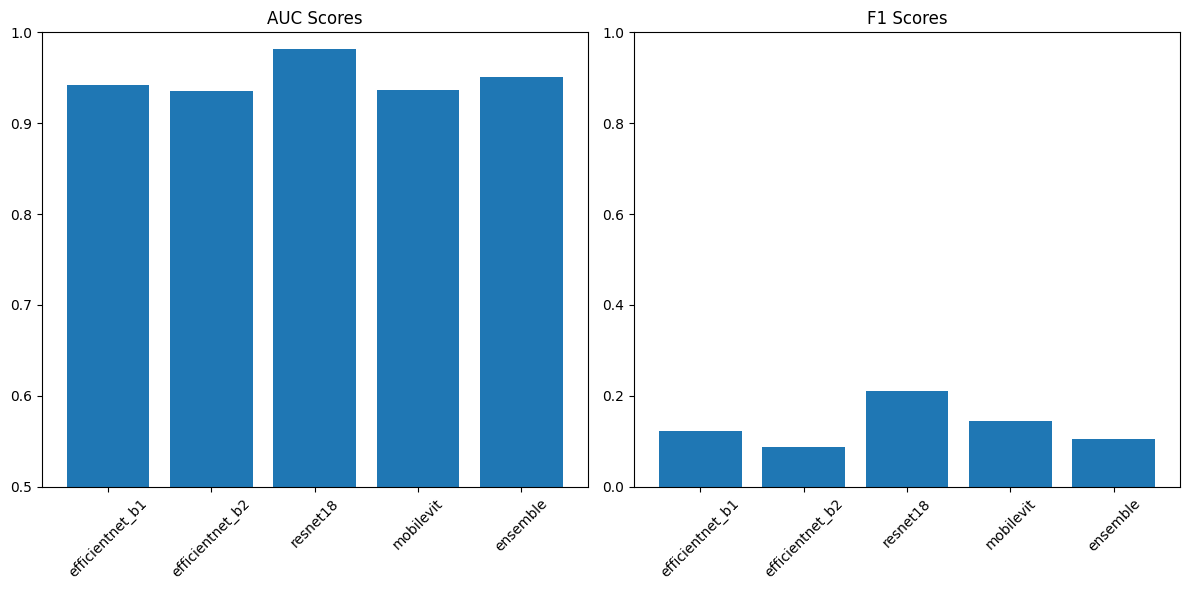 AUC Scores
1.0
0.9
0.8
0.7
0.6
0.5
efficientnet_b1
efficientnet_b2
resnet18
mobilevit
ensemble
F1 Scores
1.0
0.8
0.6
0.4
0.2
0.0
efficientnet_b1
efficientnet_b2
resnet18
mobilevit
ensemble